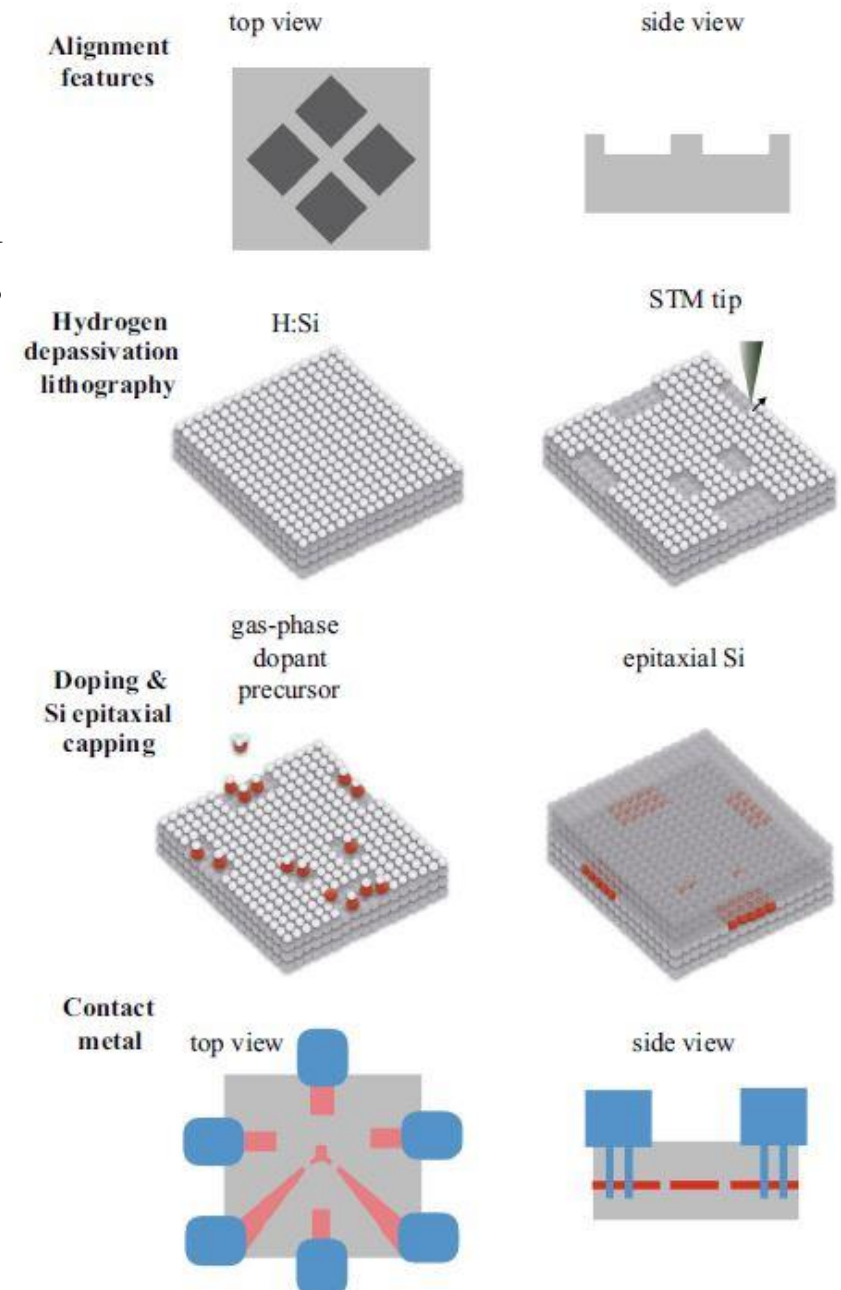 top view
side view
Alignment
features
Hydrogen
depassivation
lithography
H:Si
STM tip
Doping &
Si epitaxial
capping
gas-phase
dopant
precursor
epitaxial Si
Contact
metal
top view
side view